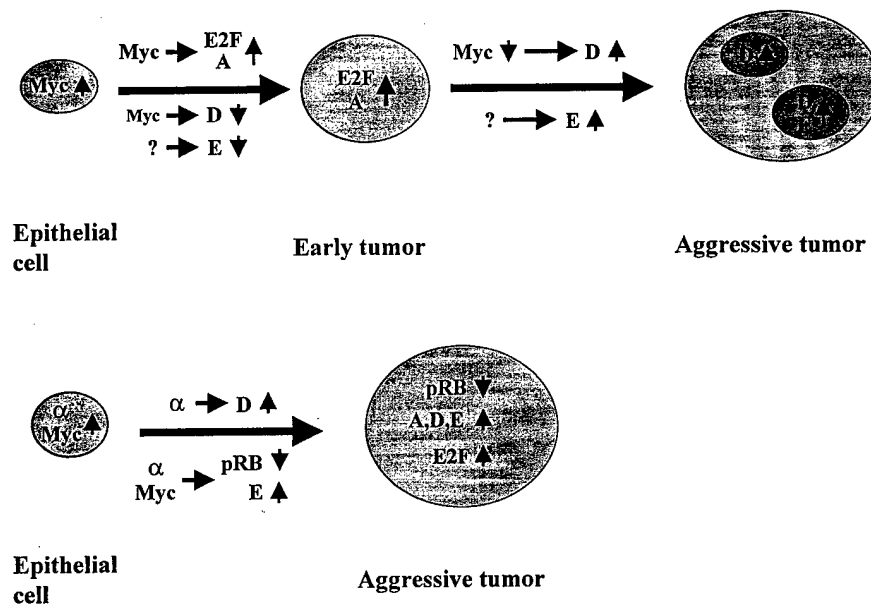 Myc → E2F ↑
A
Myc ↑
Myc → D ↓
? → E ↓
E2F
A ↑
Myc ↓ → D ↑
? → E ↑
D ↑
Epithelial
cell
Early tumor
Aggressive tumor
α
Myc ↑
α → D ↑
α
Myc → pRB ↓
E ↑
pRB ↓
A,D,E ↑
E2F ↑
Epithelial
cell
Aggressive tumor